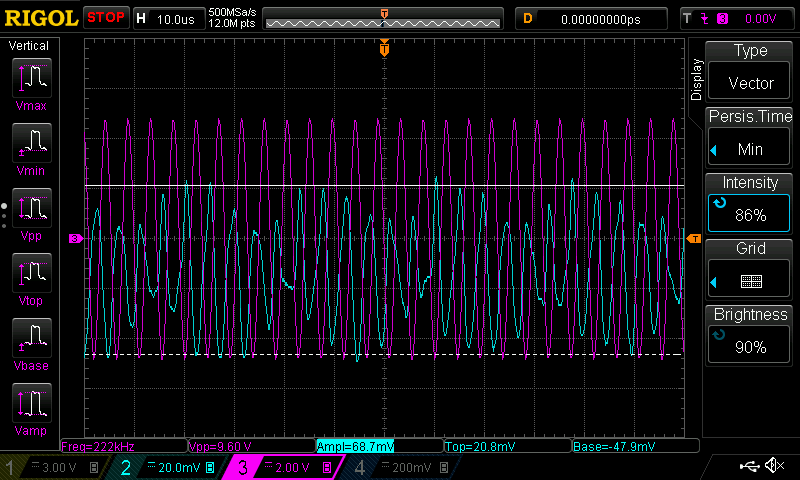 RIGOL STOP H 10.0us 500MSa/s 12.0M pts T D 0.00000000ps T 3 0.00V
Vertical
Vmax
Vmin
Vpp
Vtop
Vbase
Vamp
T
3
T
Display
Type
Vector
Persis.Time
Min
Intensity
86%
Grid
Brightness
90%
Freq=222kHz Vpp=9.60 V Ampl=68.7mV Top=20.8mV Base=-47.9mV
1 3.00 V B 2 20.0mV B 3 2.00 V B 4 200mV B